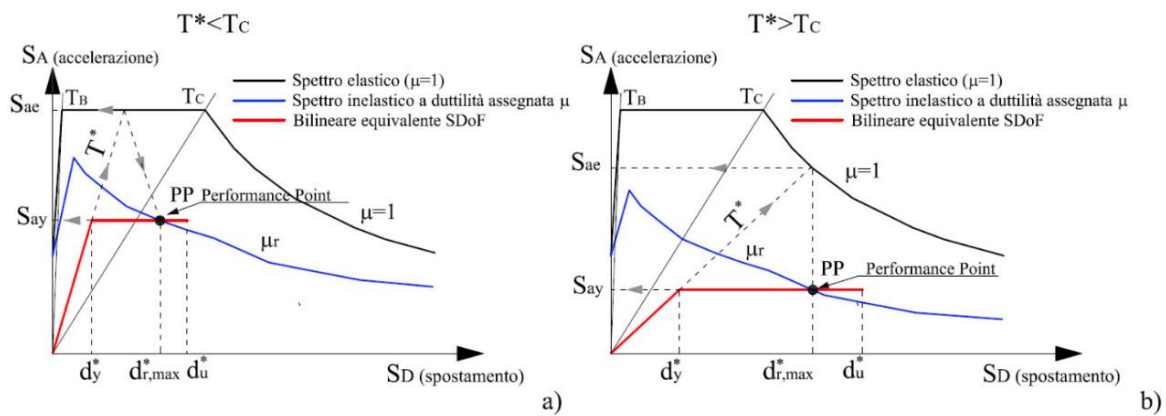 T*<TC
SA (accelerazione)
Spettro elastico (μ=1)
Spettro inelastico a duttilità assegnata μ
Bilineare equivalente SDoF
TB
TC
Sae
T*
PP Performance Point
Say
μ=1
μr
d*y
d*r,max
d*u
SD (spostamento)
a)
T*>TC
SA (accelerazione)
Spettro elastico (μ=1)
Spettro inelastico a duttilità assegnata μ
Bilineare equivalente SDoF
TB
TC
Sae
μ=1
T*
μr
PP
Performance Point
Say
d*y
d*r,max
d*u
SD (spostamento)
b)